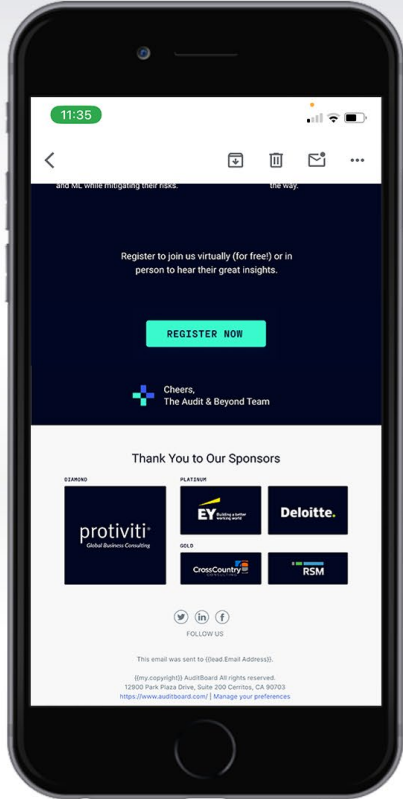 11:35
and ML while mitigating their risks.
the way.
Register to join us virtually (for free!) or in
person to hear their great insights.
REGISTER NOW
Cheers,
The Audit & Beyond Team
Thank You to Our Sponsors
DIAMOND
protiviti®
Global Business Consulting
PLATINUM
EY Building a better
working world
Deloitte.
GOLD
CrossCountry
CONSULTING
RSM
in f
FOLLOW US
This email was sent to {{lead.Email Address}}.
{{my.copyright}} AuditBoard All rights reserved.
12900 Park Plaza Drive, Suite 200 Cerritos, CA 90703
https://www.auditboard.com/ | Manage your preferences